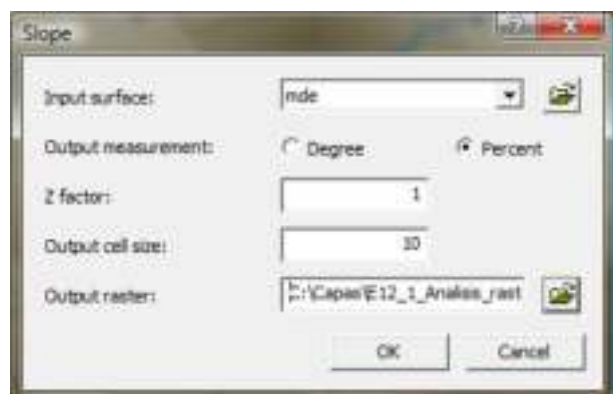 Slope
Input surface: mde
Output measurement: Degree Percent
Z factor: 1
Output cell size: 10
Output raster: C:\Capas\E12_1_Analisis_rast
OK Cancel